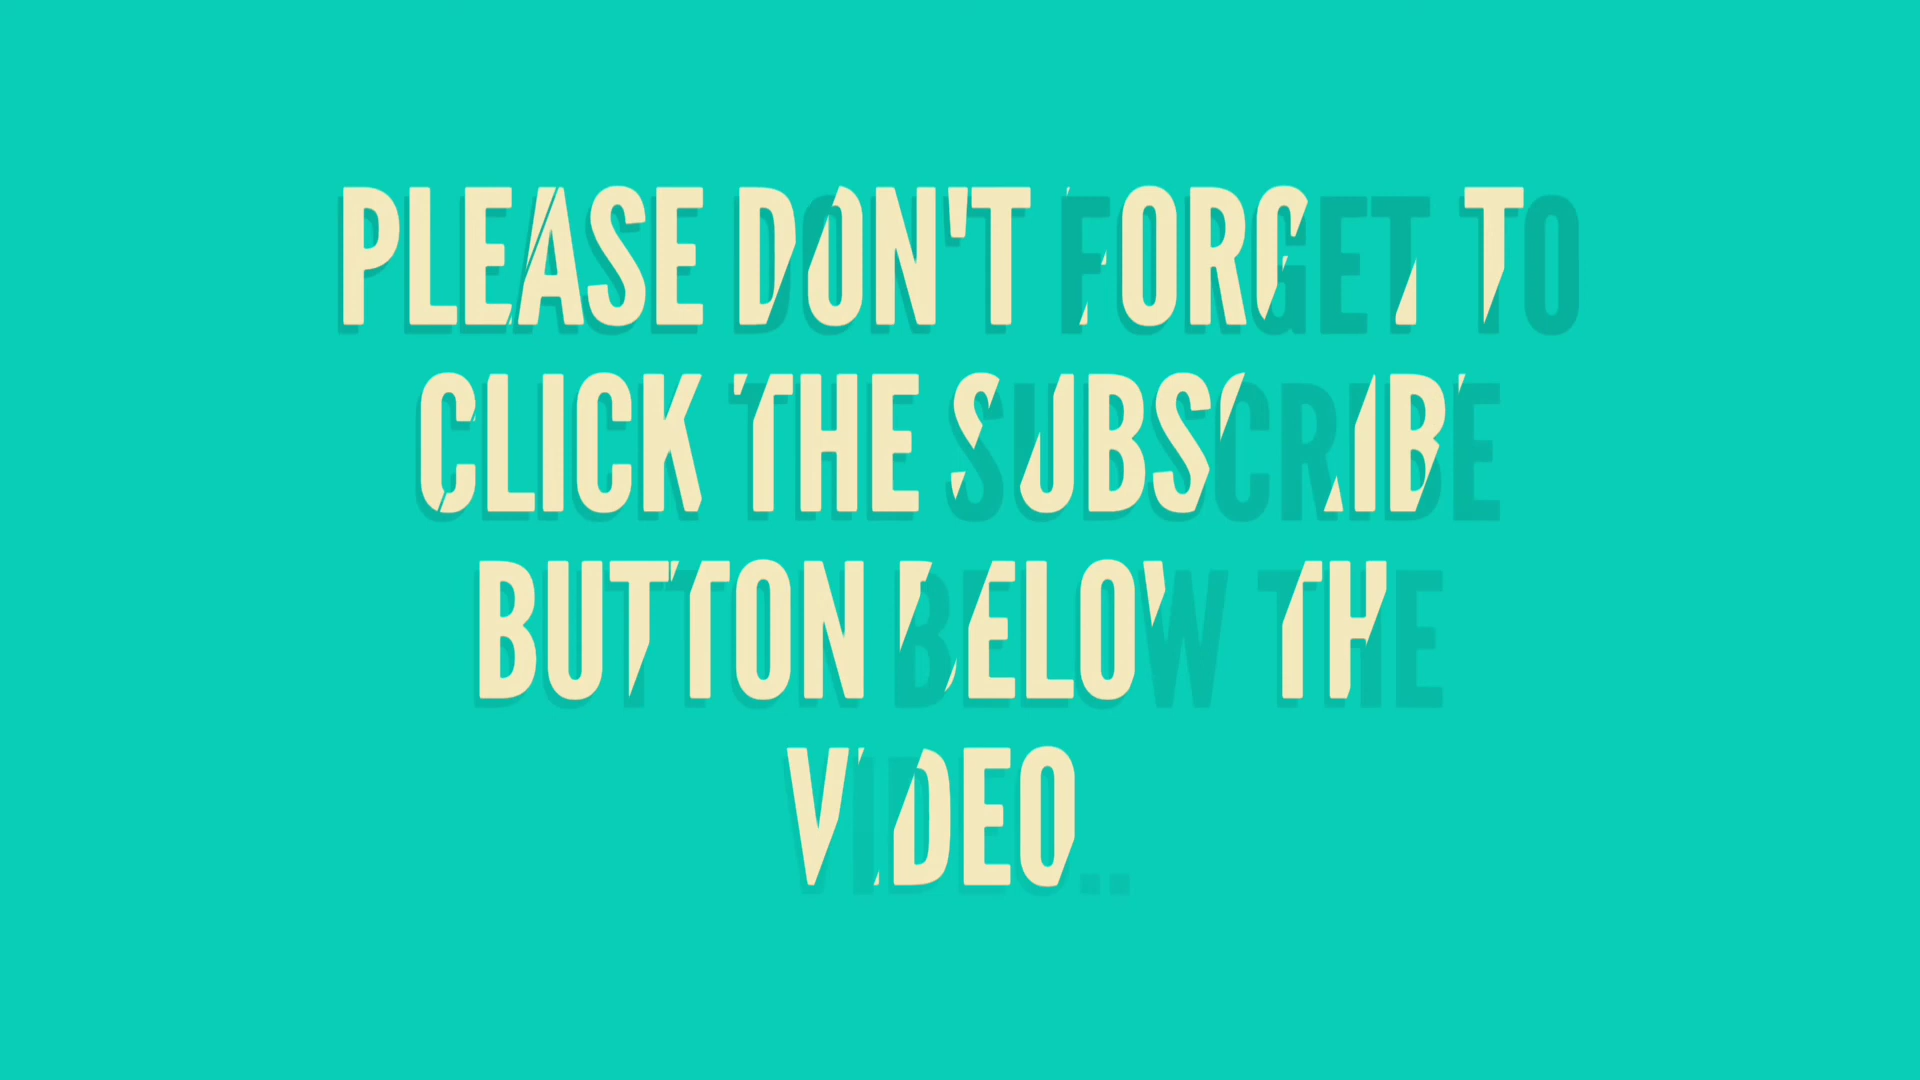 PLEASE DON'T FORGET TO
CLICK THE SUBSCRIBE
BUTTON BELOW THE
VIDEO..